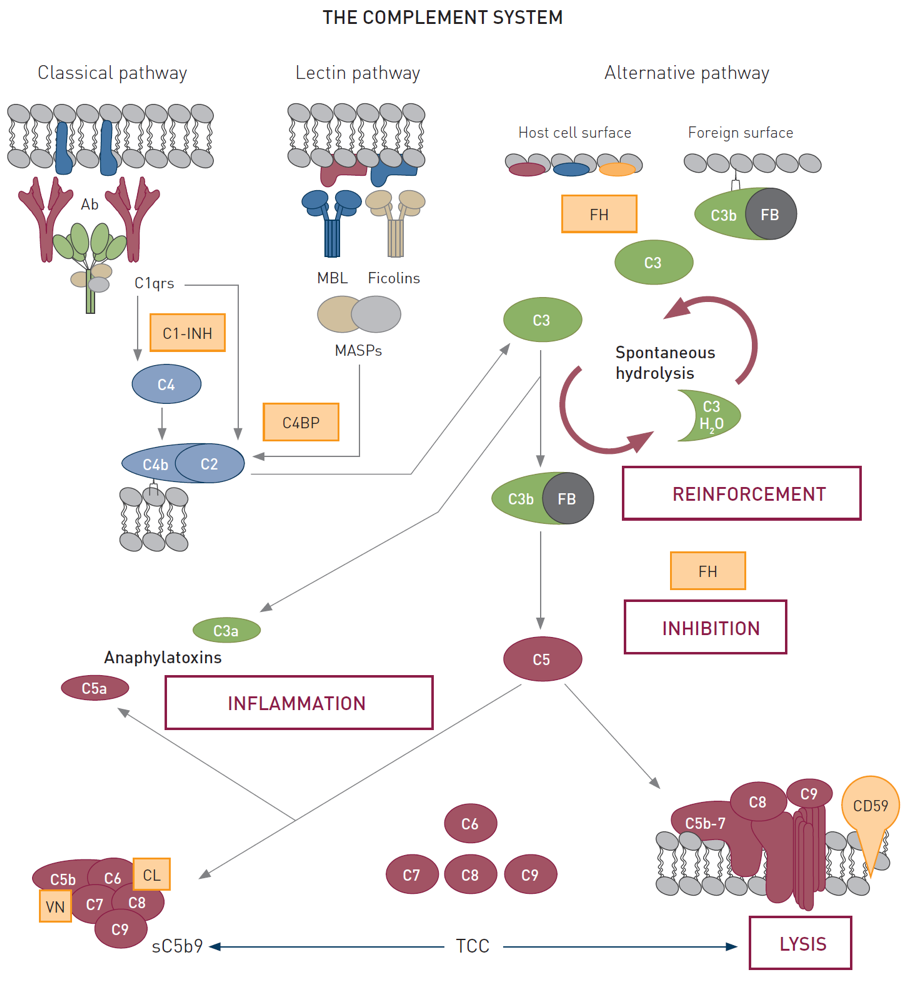 THE COMPLEMENT SYSTEM
Classical pathway
Lectin pathway
Alternative pathway
Host cell surface
Foreign surface
Ab
FH
C3b
FB
C3
C1qrs
MBL
Ficolins
C1-INH
MASPs
C3
Spontaneous
hydrolysis
C4
C3
H₂O
C4BP
C4b
C2
C3b
FB
REINFORCEMENT
FH
INHIBITION
C3a
Anaphylatoxins
C5
C5a
INFLAMMATION
C5b-7
C8
C9
CD59
C6
C7
C8
C9
C5b
C6
CL
VN
C7
C8
C9
sC5b9
TCC
LYSIS